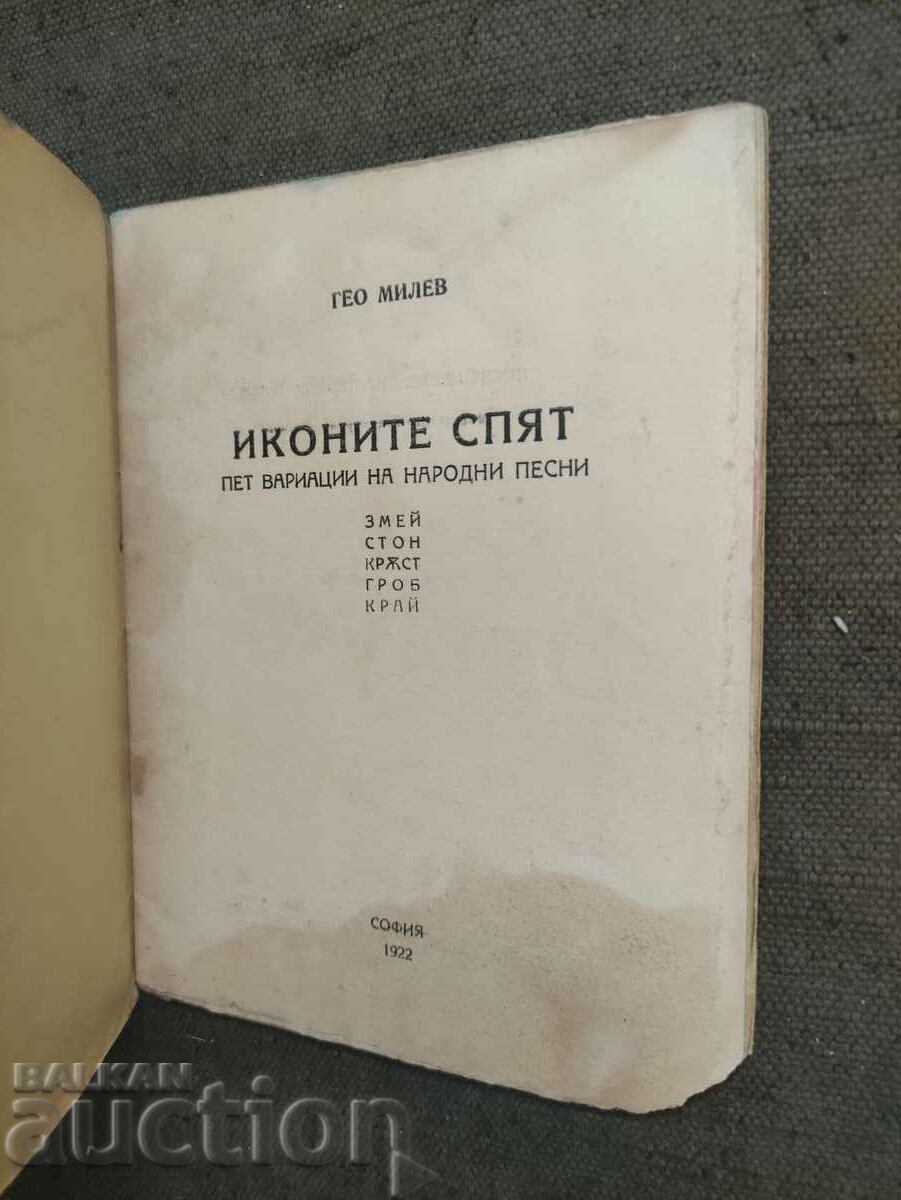 ГЕО МИЛЕВ
ИКОНИТЕ СПЯТ
ПЕТ ВАРИАЦИИ НА НАРОДНИ ПЕСНИ
ЗМЕЙ
СТОН
КРѪСТ
ГРОБ
КРАЙ
СОФИЯ
1922
BALKAN
auction